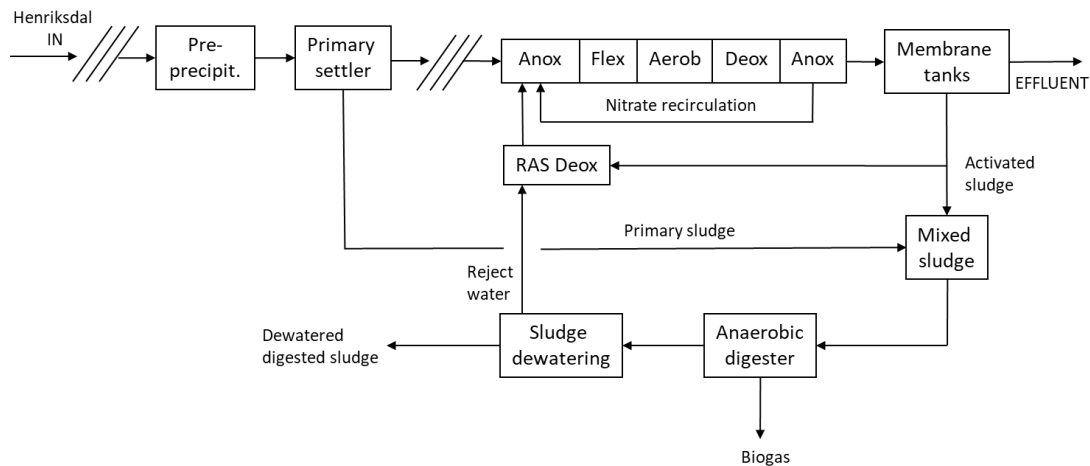 Henriksdal
IN
Pre-
precipit.
Primary
settler
Anox
Flex
Aerob
Deox
Anox
Membrane
tanks
EFFLUENT
Nitrate recirculation
RAS Deox
Activated
sludge
Primary sludge
Mixed
sludge
Reject
water
Dewatered
digested sludge
Sludge
dewatering
Anaerobic
digester
Biogas